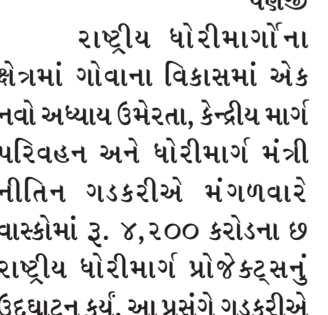 પણજી
રાષ્ટ્રીય ધોરીમાર્ગોના
ક્ષેત્રમાં ગોવાના વિકાસમાં એક
નવો અધ્યાય ઉમેરતા, કેન્દ્રીય માર્ગ
પરિવહન અને ધોરીમાર્ગ મંત્રી
નીતિન ગડકરીએ મંગળવારે
વાસ્કોમાં રૂ. ૪,૨૦૦ કરોડના છ
રાષ્ટ્રીય ધોરીમાર્ગ પ્રોજેક્ટ્સનું
ઉદ્ઘાટન કર્યું. આ પ્રસંગે ગડકરીએ